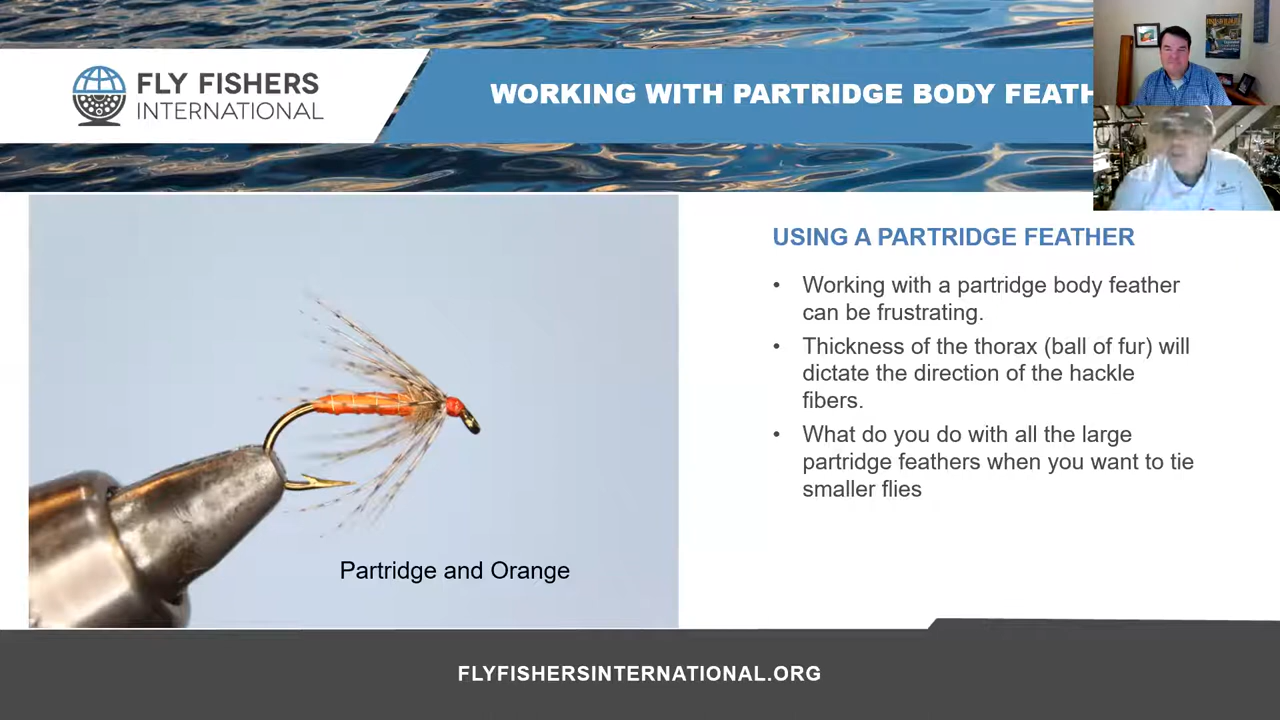 FLY FISHERS
INTERNATIONAL
WORKING WITH PARTRIDGE BODY FEATH
USING A PARTRIDGE FEATHER
• Working with a partridge body feather
can be frustrating.
• Thickness of the thorax (ball of fur) will
dictate the direction of the hackle
fibers.
• What do you do with all the large
partridge feathers when you want to tie
smaller flies
Partridge and Orange
FLYFISHERSINTERNATIONAL.ORG